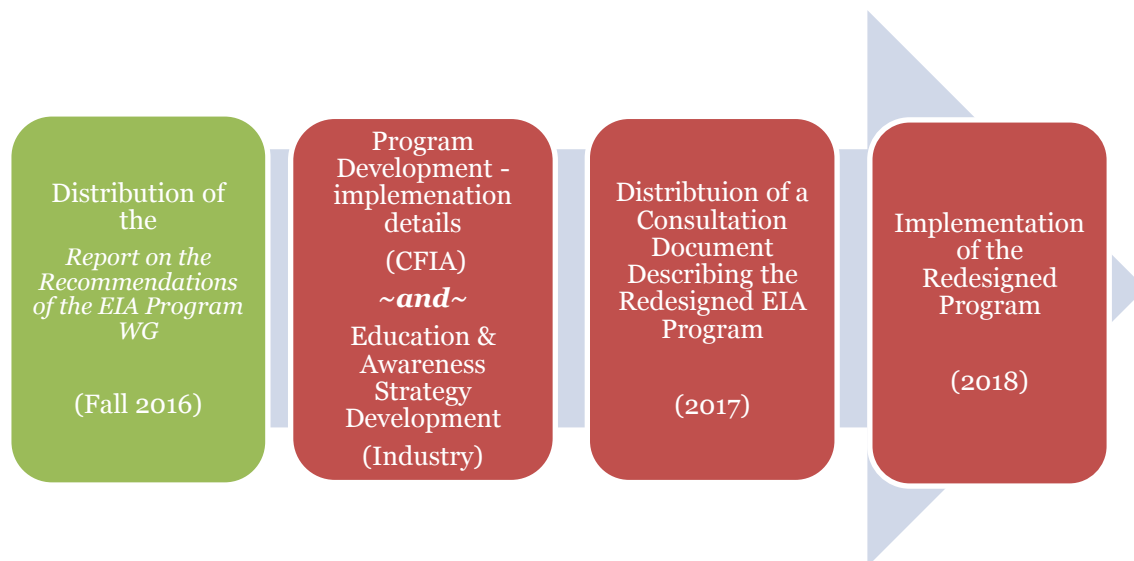 Distribution of
the
Report on the
Recommendations
of the EIA Program
WG
(Fall 2016)
Program
Development -
implemenation
details
(CFIA)
~and~
Education &
Awareness
Strategy
Development
(Industry)
Distribtuion of a
Consultation
Document
Describing the
Redesigned EIA
Program
(2017)
Implementation
of the
Redesigned
Program
(2018)